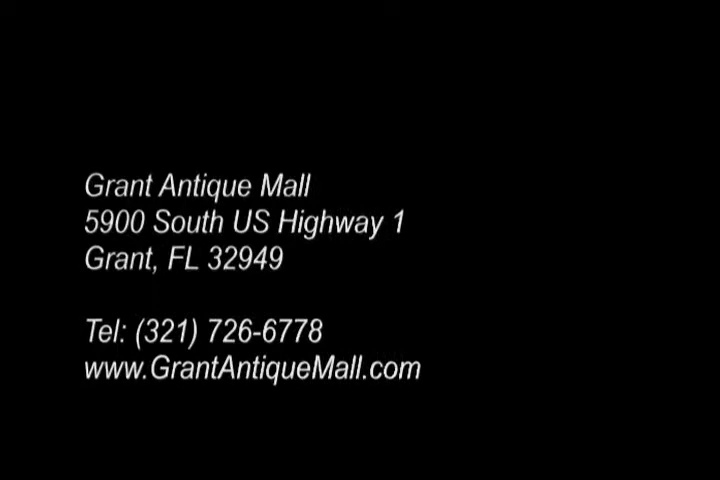 Grant Antique Mall
5900 South US Highway 1
Grant, FL 32949
Tel: (321) 726-6778
www.GrantAntiqueMall.com